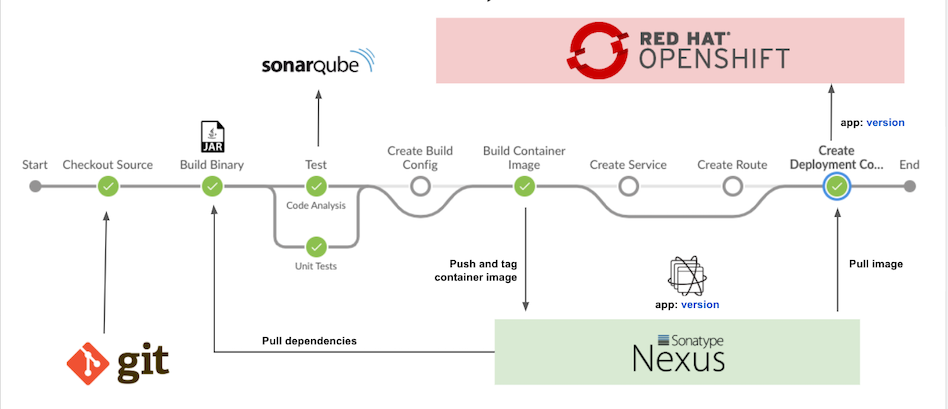 sonarqube
RED HAT®
OPENSHIFT
app: version
JAR
Start
Checkout Source
Build Binary
Test
Create Build
Config
Build Container
Image
Create Service
Create Route
Create
Deployment Co...
End
Code Analysis
Unit Tests
Push and tag
container image
Pull image
app: version
Pull dependencies
git
Sonatype
Nexus